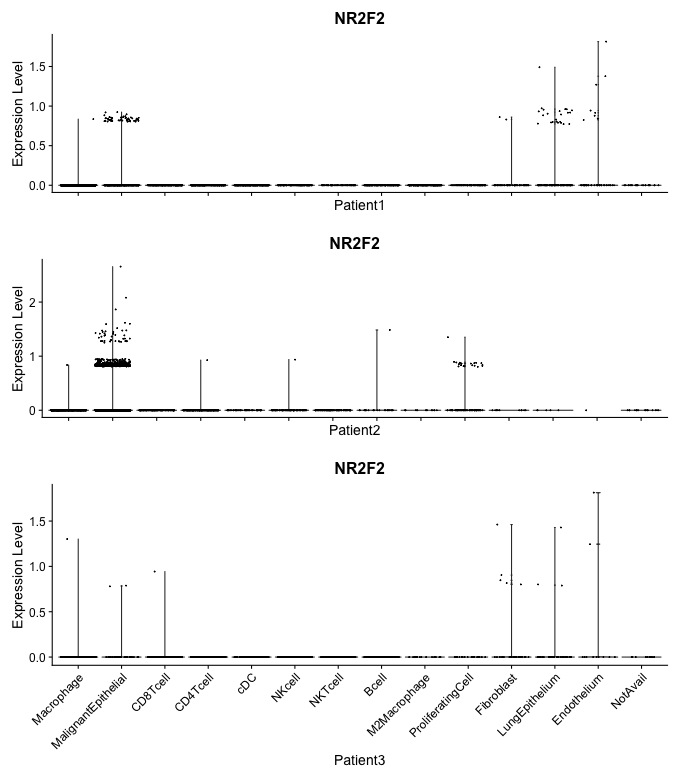 NR2F2
Expression Level
1.5
1.0
0.5
0.0
Patient1
NR2F2
Expression Level
2
1
0
Patient2
NR2F2
Expression Level
1.5
1.0
0.5
0.0
Macrophage
MalignantEpithelial
CD8Tcell
CD4Tcell
cDC
NKcell
NKTcell
Bcell
M2Macrophage
ProliferatingCell
Fibroblast
LungEpithelium
Endothelium
NotAvail
Patient3